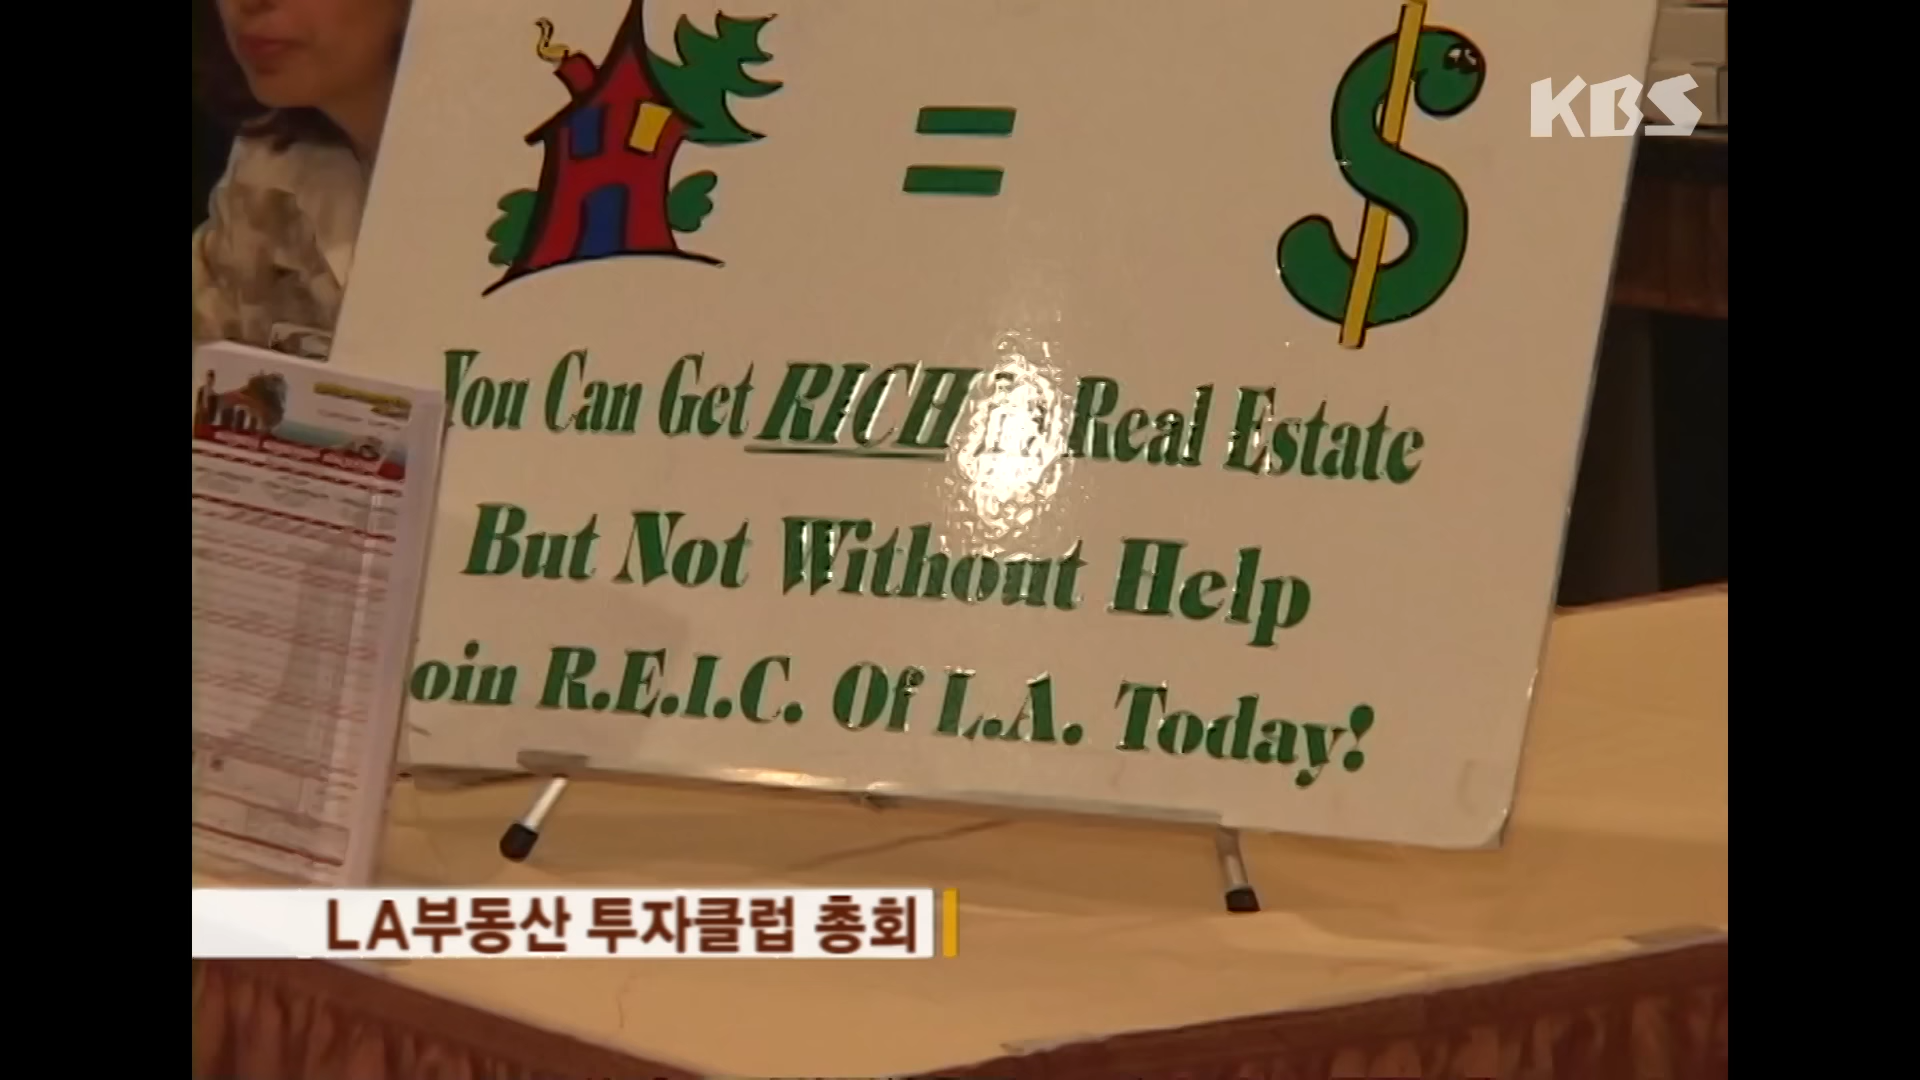 KBS
=
$
You Can Get RICH In Real Estate
But Not Without Help
oin R.E.I.C. Of L.A. Today!
LA부동산 투자클럽 총회